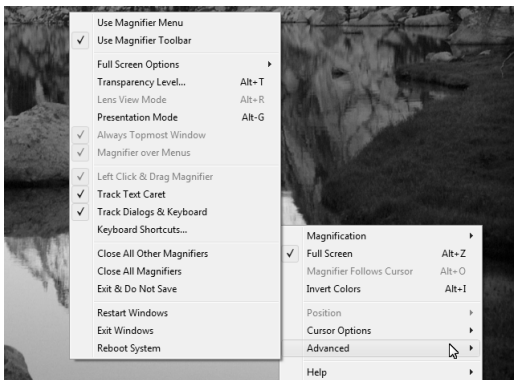 Use Magnifier Menu
Use Magnifier Toolbar
Full Screen Options
Transparency Level... Alt+T
Lens View Mode Alt+R
Presentation Mode Alt-G
Always Topmost Window
Magnifier over Menus
Left Click & Drag Magnifier
Track Text Caret
Track Dialogs & Keyboard
Keyboard Shortcuts...
Close All Other Magnifiers
Close All Magnifiers
Exit & Do Not Save
Restart Windows
Exit Windows
Reboot System
Magnification
Full Screen Alt+Z
Magnifier Follows Cursor Alt+O
Invert Colors Alt+I
Position
Cursor Options
Advanced
Help